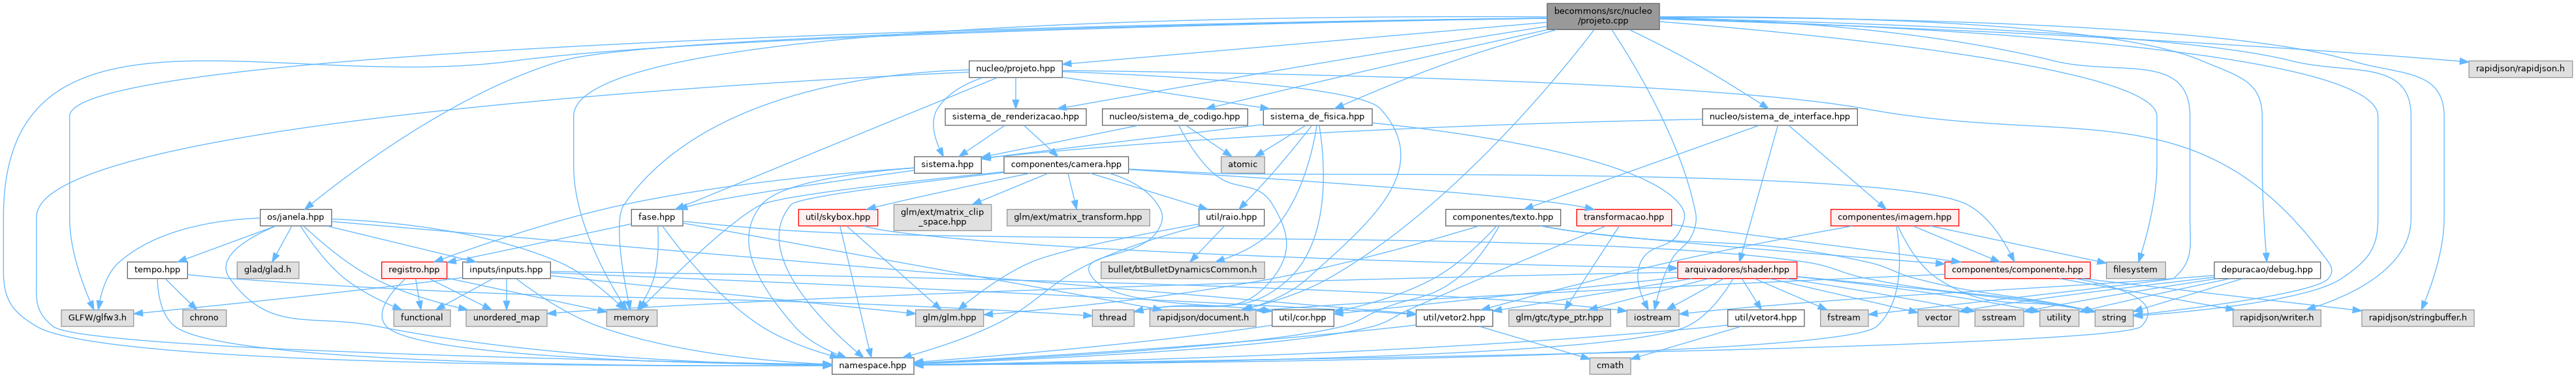 becommons/src/nucleo
/projeto.cpp
nucleo/projeto.hpp
rapidjson/rapidjson.h
sistema_de_renderizacao.hpp
nucleo/sistema_de_codigo.hpp
sistema_de_fisica.hpp
nucleo/sistema_de_interface.hpp
sistema.hpp
componentes/camera.hpp
atomic
os/janela.hpp
fase.hpp
util/skybox.hpp
glm/ext/matrix_clip
_space.hpp
glm/ext/matrix_transform.hpp
util/raio.hpp
componentes/texto.hpp
transformacao.hpp
componentes/imagem.hpp
tempo.hpp
glad/glad.h
registro.hpp
inputs/inputs.hpp
bullet/btBulletDynamicsCommon.h
arquivadores/shader.hpp
componentes/componente.hpp
filesystem
depuracao/debug.hpp
GLFW/glfw3.h
chrono
functional
unordered_map
memory
glm/glm.hpp
thread
rapidjson/document.h
util/cor.hpp
util/vetor2.hpp
glm/gtc/type_ptr.hpp
iostream
util/vetor4.hpp
fstream
vector
sstream
utility
string
rapidjson/writer.h
rapidjson/stringbuffer.h
namespace.hpp
cmath